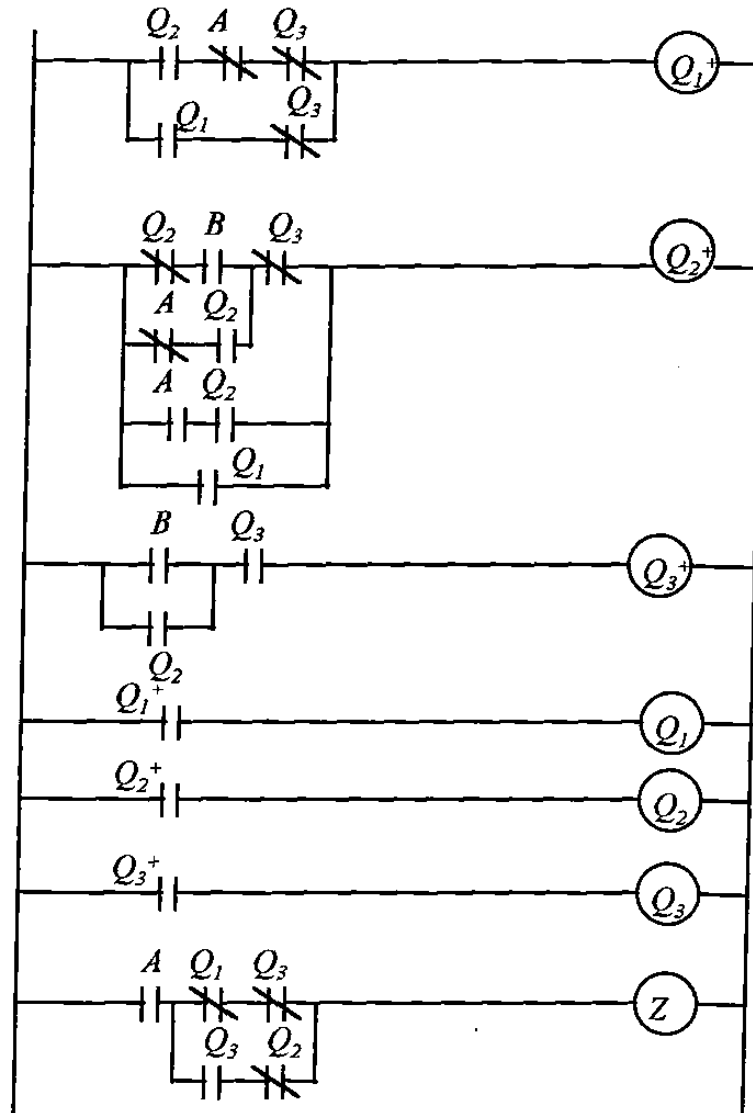 Q₂ A Q₃
Q₁⁺
Q₁ Q₃
Q₂ B Q₃
Q₂⁺
A Q₂
A Q₂
Q₁
B Q₃
Q₃⁺
Q₂
Q₁⁺
Q₁
Q₂⁺
Q₂
Q₃⁺
Q₃
A Q₁ Q₃
Z
Q₃ Q₂